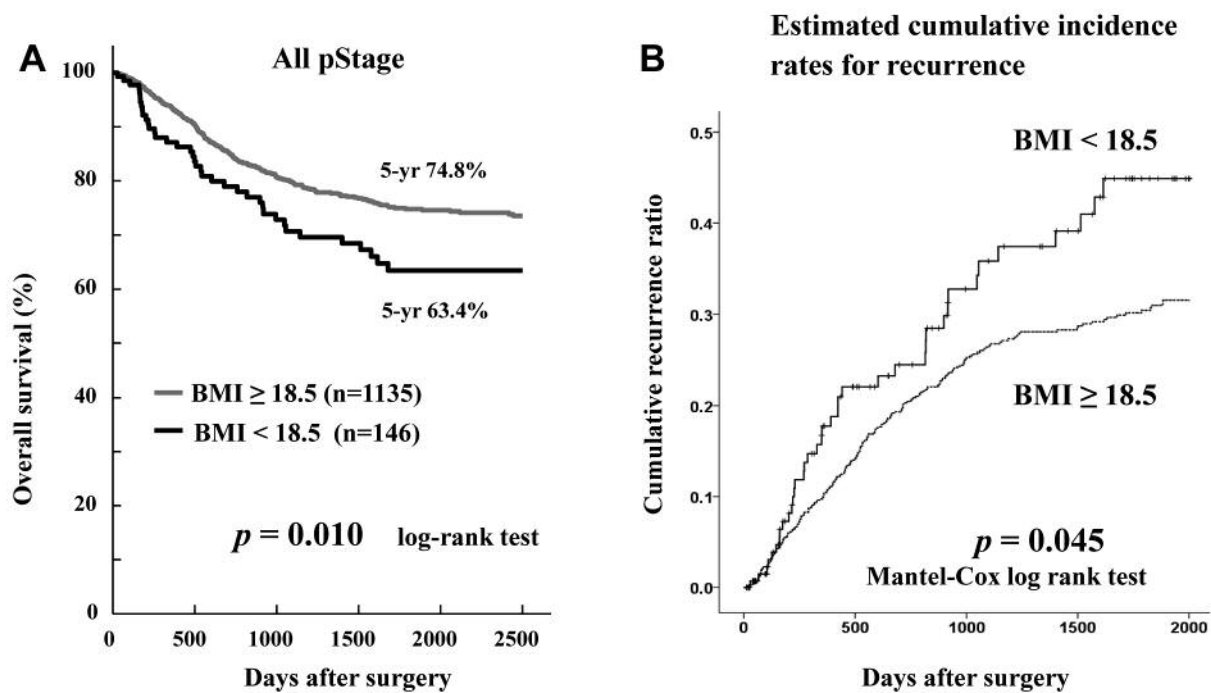 A
All pStage
100
80
60
40
20
0
Overall survival (%)
5-yr 74.8%
5-yr 63.4%
BMI ≥ 18.5 (n=1135)
BMI < 18.5 (n=146)
p = 0.010 log-rank test
0 500 1000 1500 2000 2500
Days after surgery
B
Estimated cumulative incidence
rates for recurrence
0.5
0.4
0.3
0.2
0.1
0.0
Cumulative recurrence ratio
BMI < 18.5
BMI ≥ 18.5
p = 0.045
Mantel-Cox log rank test
0 500 1000 1500 2000
Days after surgery